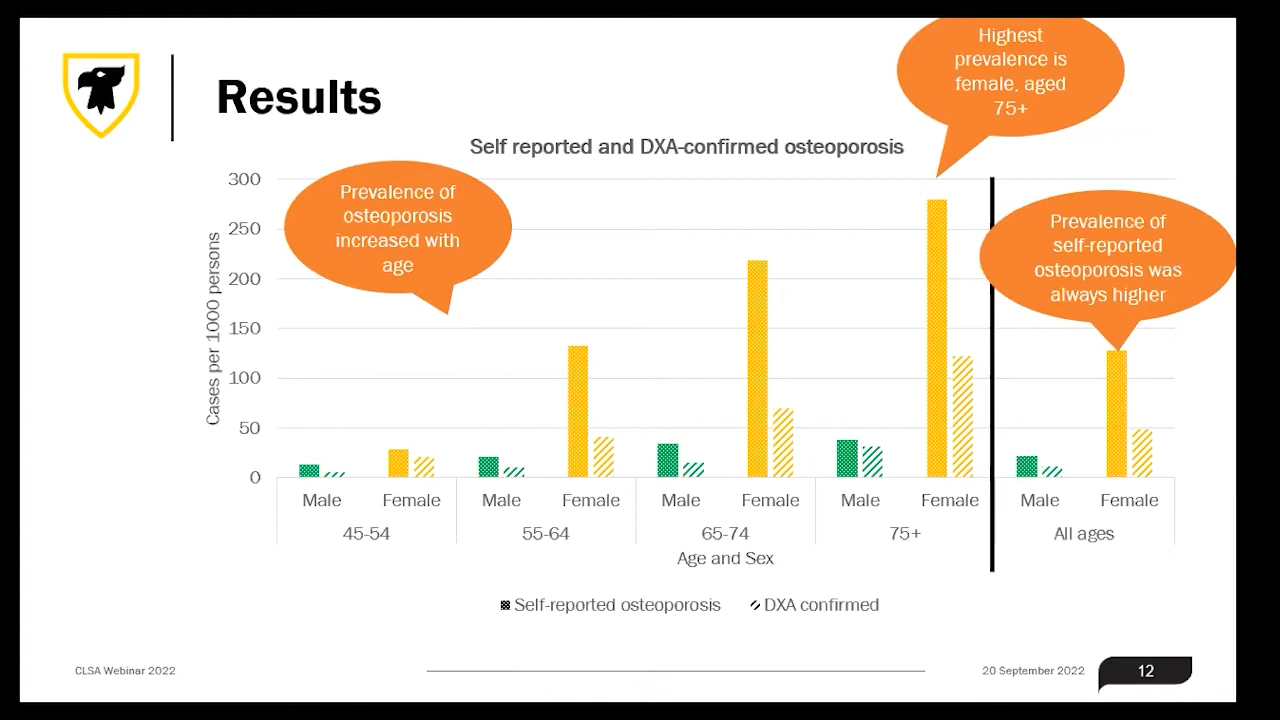 Results
Highest
prevalence is
female, aged
75+
Self reported and DXA-confirmed osteoporosis
Prevalence of
osteoporosis
increased with
age
Prevalence of
self-reported
osteoporosis was
always higher
Cases per 1000 persons
300
250
200
150
100
50
0
Male Female Male Female Male Female Male Female Male Female
45-54 55-64 65-74 75+ All ages
Age and Sex
Self-reported osteoporosis DXA confirmed
CLSA Webinar 2022 20 September 2022 12